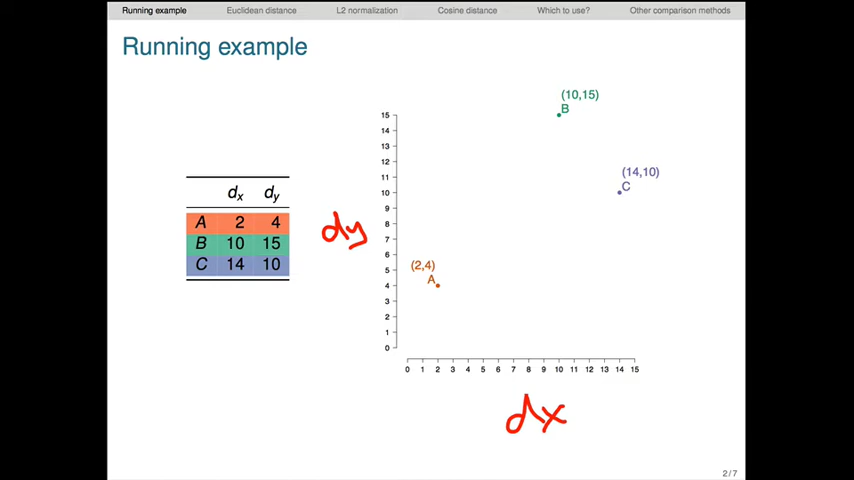 Running example Euclidean distance L2 normalization Cosine distance Which to use? Other comparison methods
Running example
dx dy
A 2 4
B 10 15
C 14 10
dy
15
14
13
12
11
10
9
8
7
6
5
4
3
2
1
0
(10,15)
B
(14,10)
C
(2,4)
A
0 1 2 3 4 5 6 7 8 9 10 11 12 13 14 15
dx
2 / 7